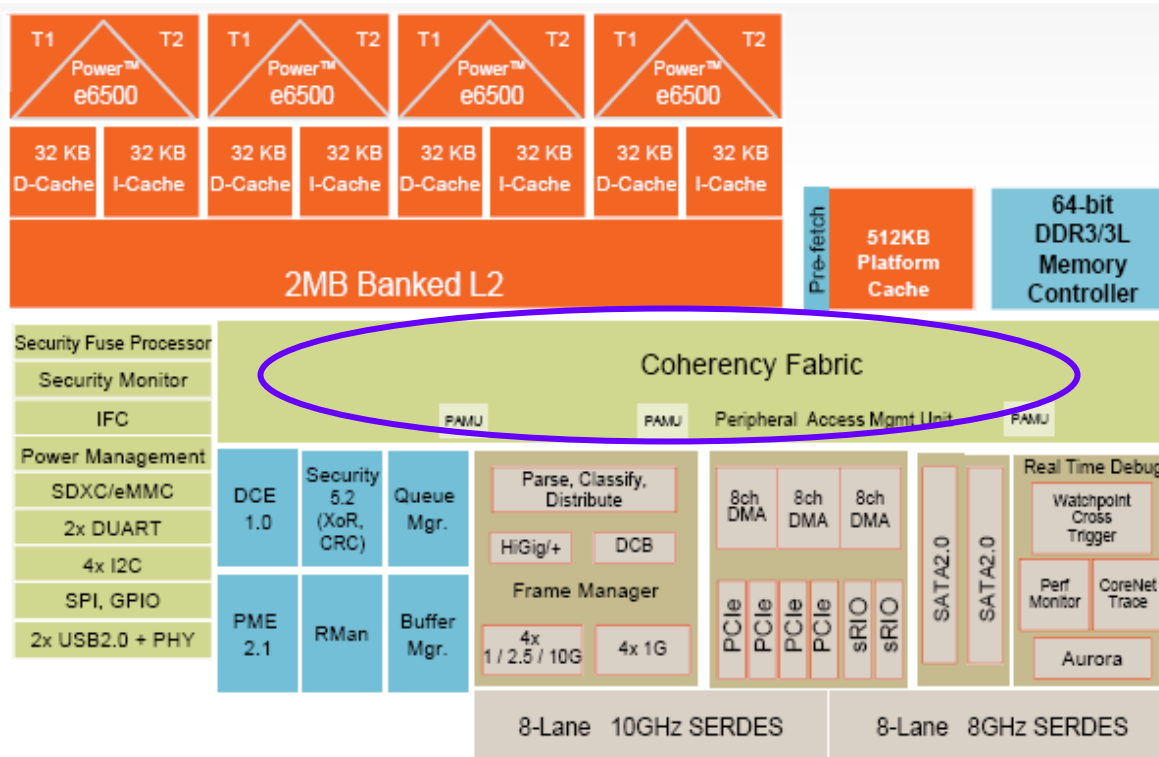 T1 T2 T1 T2 T1 T2 T1 T2
Power™ Power™ Power™ Power™
e6500 e6500 e6500 e6500
32 KB 32 KB 32 KB 32 KB 32 KB 32 KB 32 KB 32 KB
D-Cache I-Cache D-Cache I-Cache D-Cache I-Cache D-Cache I-Cache
2MB Banked L2
Pre-fetch
512KB
Platform
Cache
64-bit
DDR3/3L
Memory
Controller
Security Fuse Processor
Security Monitor
IFC
Power Management
SDXC/eMMC
2x DUART
4x I2C
SPI, GPIO
2x USB2.0 + PHY
Coherency Fabric
PAMU PAMU Peripheral Access Mgmt Unit PAMU
DCE
1.0
Security
5.2
(XoR,
CRC)
Queue
Mgr.
PME
2.1
RMan
Buffer
Mgr.
Parse, Classify,
Distribute
HiGig/+ DCB
Frame Manager
4x
1 / 2.5 / 10G
4x 1G
8ch
DMA
8ch
DMA
8ch
DMA
PCIe
PCIe
PCIe
PCIe
sRIO
sRIO
SATA2.0
SATA2.0
Real Time Debug
Watchpoint
Cross
Trigger
Perf
Monitor
CoreNet
Trace
Aurora
8-Lane 10GHz SERDES
8-Lane 8GHz SERDES